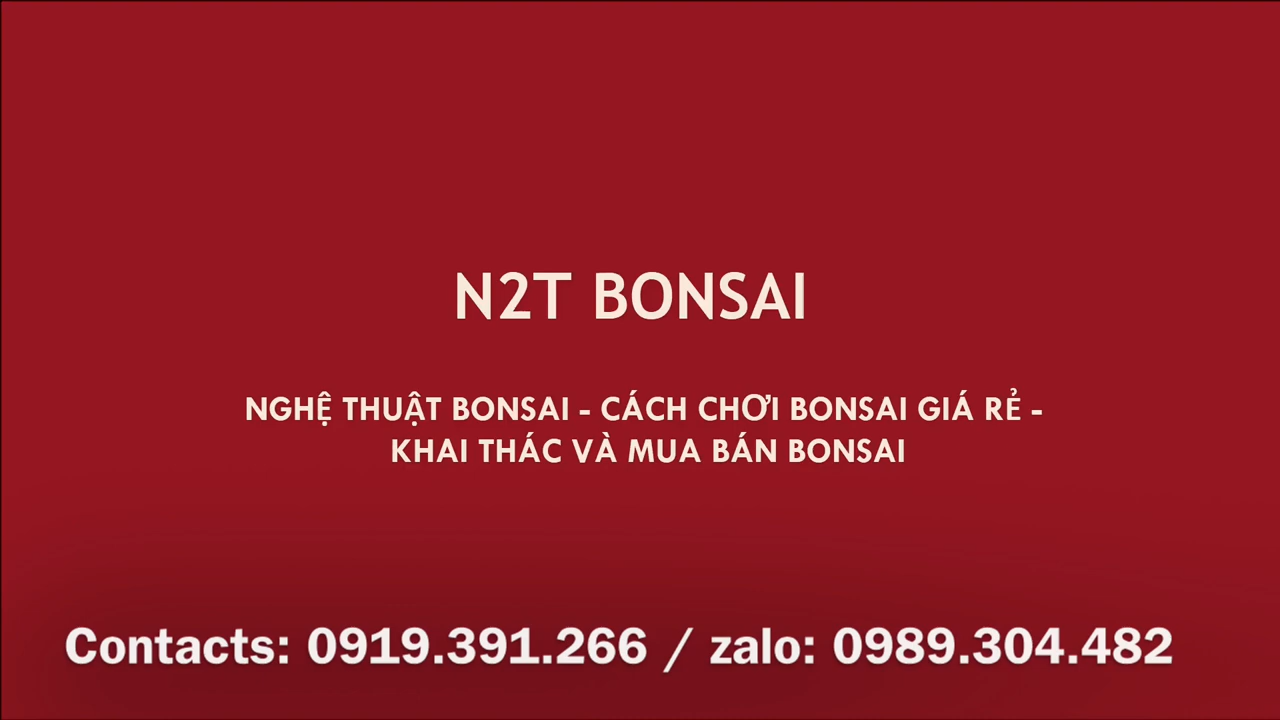 N2T BONSAI
NGHỆ THUẬT BONSAI - CÁCH CHƠI BONSAI GIÁ RẺ -
KHAI THÁC VÀ MUA BÁN BONSAI
Contacts: 0919.391.266 / zalo: 0989.304.482